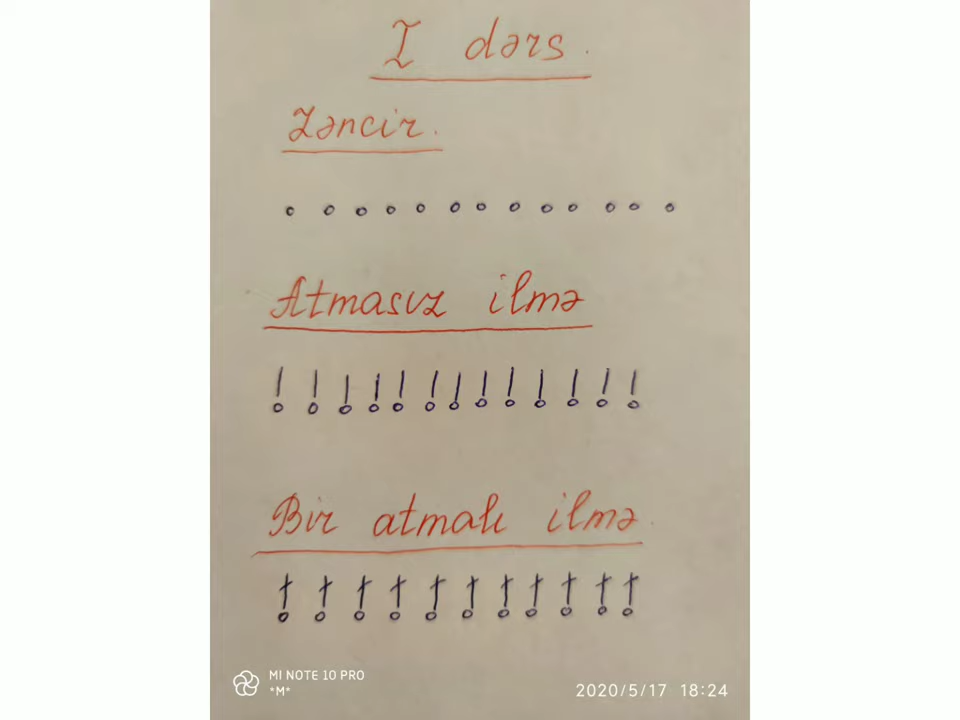 I dərs.
Zəncir.
Atmasız ilmə
Bir atmalı ilmə.
MI NOTE 10 PRO
*M*
2020/5/17 18:24